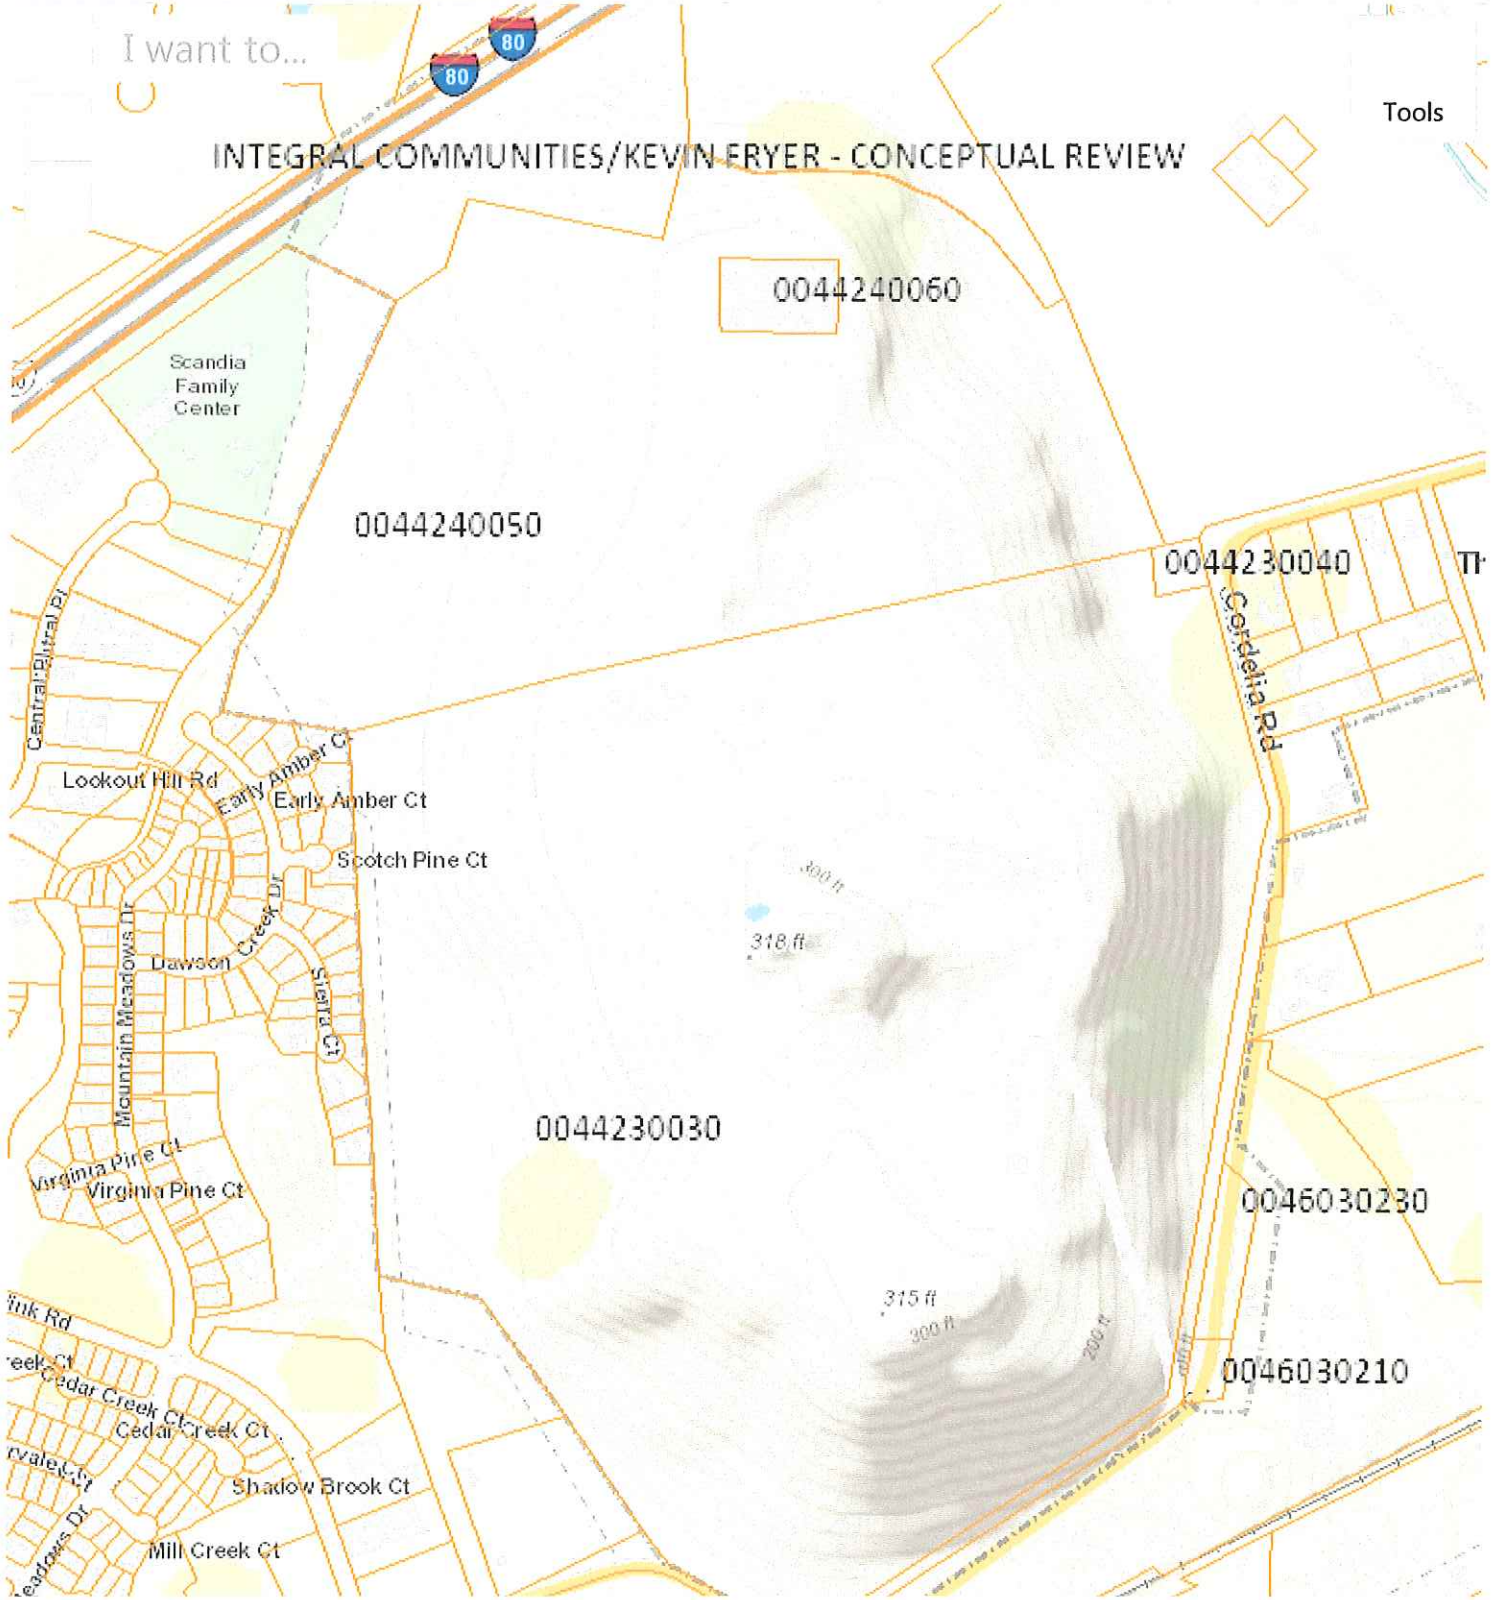 I want to...
80
80
Tools
INTEGRAL COMMUNITIES/KEVIN FRYER - CONCEPTUAL REVIEW
0044240060
Scandia
Family
Center
0044240050
0044230040
Cordelia Rd
Central Pl
Lookout Hill Rd
Early Amber Ct
Early Amber Ct
Scotch Pine Ct
300 ft
318 ft
Dawson Creek Dr
Sierra Ct
Mountain Meadows Dr
0044230030
Virginia Pine Ct
Virginia Pine Ct
0046030230
315 ft
300 ft
200 ft
0046030210
Rd
Cedar Creek Ct
Cedar Creek Ct
Shadow Brook Ct
Mill Creek Ct